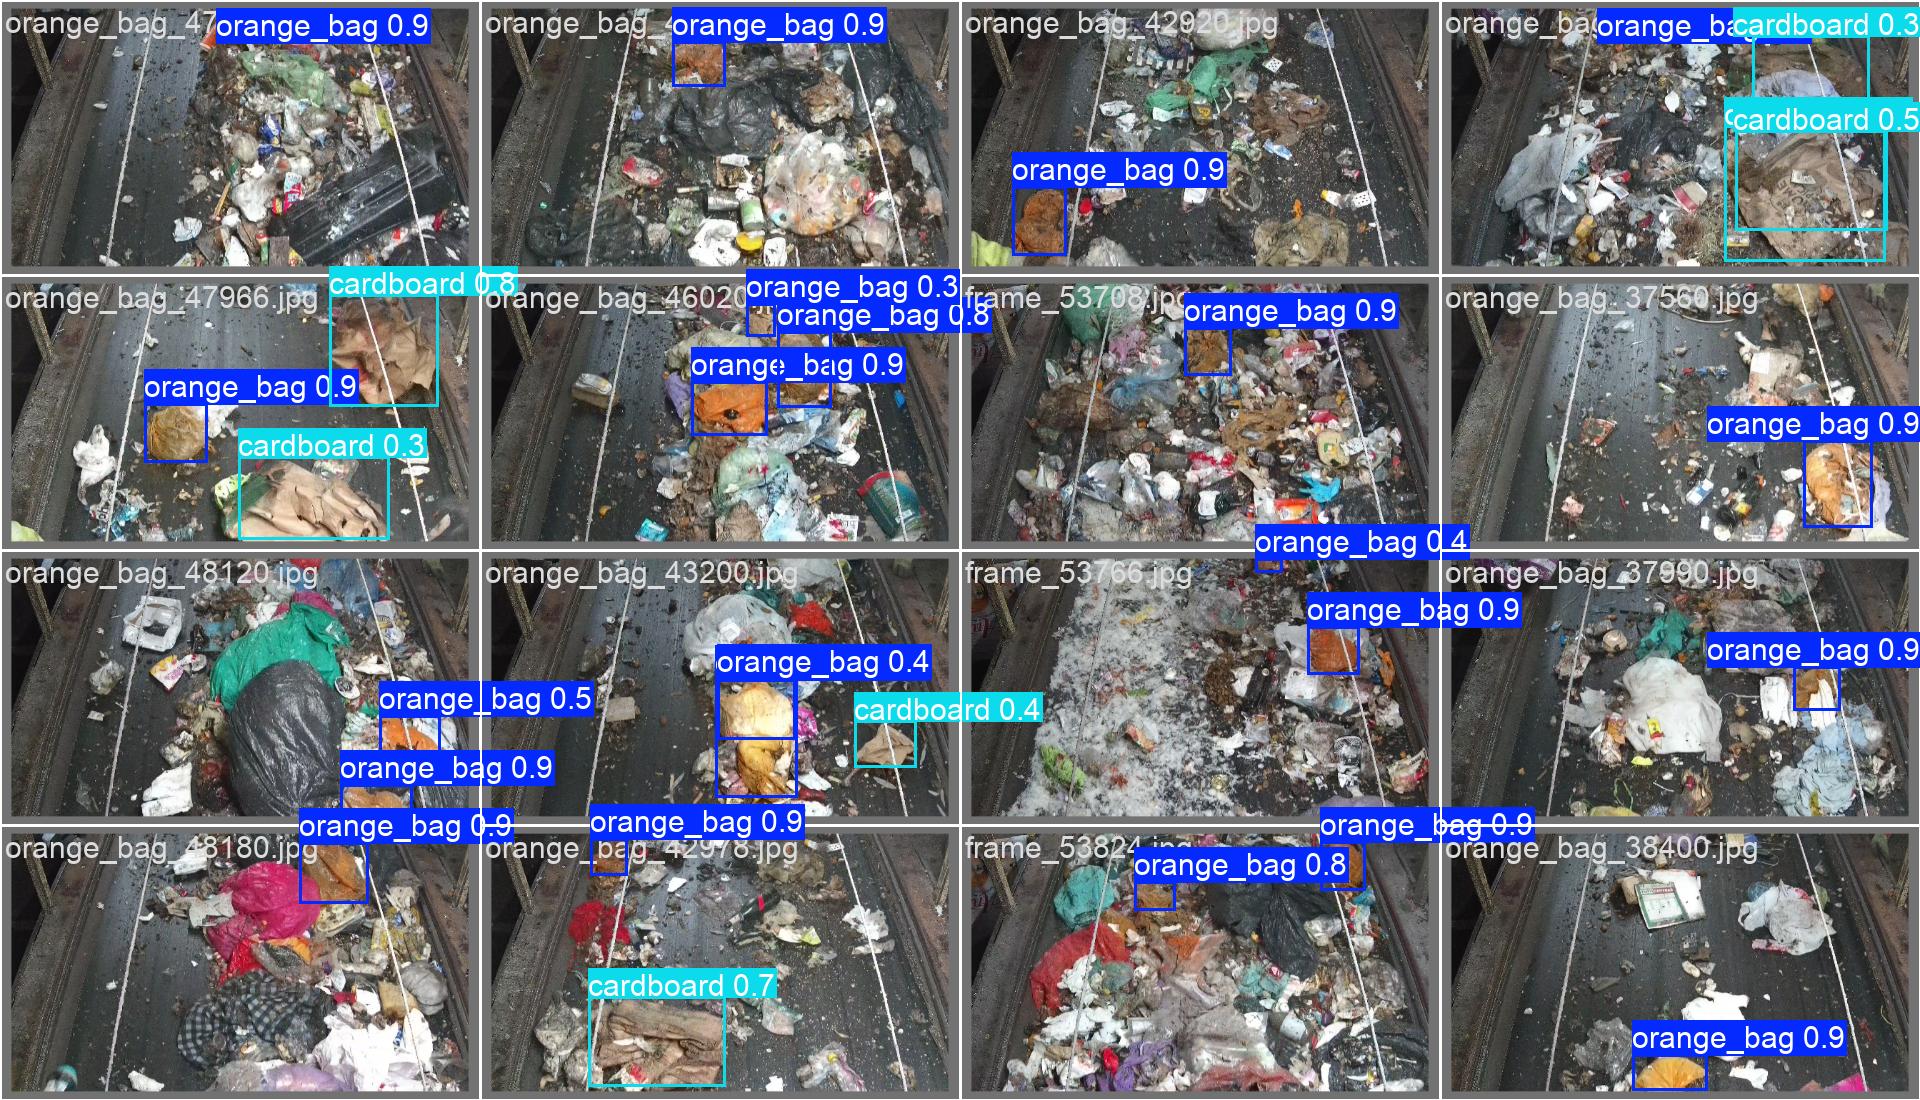 orange_bag_47
orange_bag 0.9
orange_bag_4
orange_bag 0.9
orange_bag_42920.jpg
orange_bag 0.9
orange_bag
orange_ba
cardboard 0.3
cardboard 0.5
orange_bag_47966.jpg
cardboard 0.8
orange_bag 0.9
cardboard 0.3
orange_bag_46020
orange_bag 0.3
orange_bag 0.8
orange_bag 0.9
frame_53708.jpg
orange_bag 0.9
orange_bag_37560.jpg
orange_bag 0.9
orange_bag_48120.jpg
orange_bag 0.5
orange_bag 0.9
orange_bag_43200.jpg
orange_bag 0.4
cardboard 0.4
frame_53766.jpg
orange_bag 0.4
orange_bag 0.9
orange_bag_37990.jpg
orange_bag 0.9
orange_bag_48180.jpg
orange_bag 0.9
orange_bag_42978.jpg
orange_bag 0.9
cardboard 0.7
frame_53824.jpg
orange_bag 0.8
orange_bag 0.9
orange_bag_38400.jpg
orange_bag 0.9